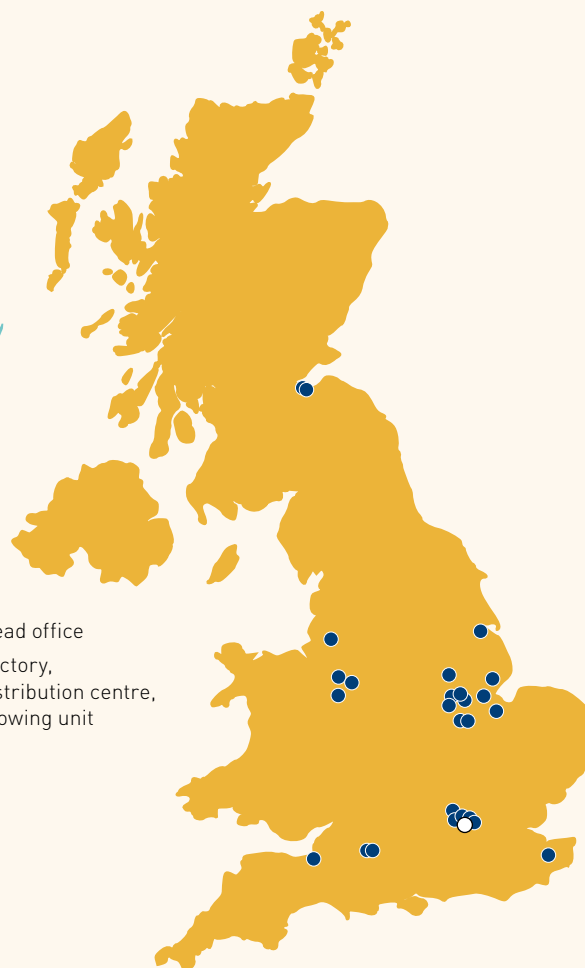 ead office
ctory,
stribution centre,
owing unit